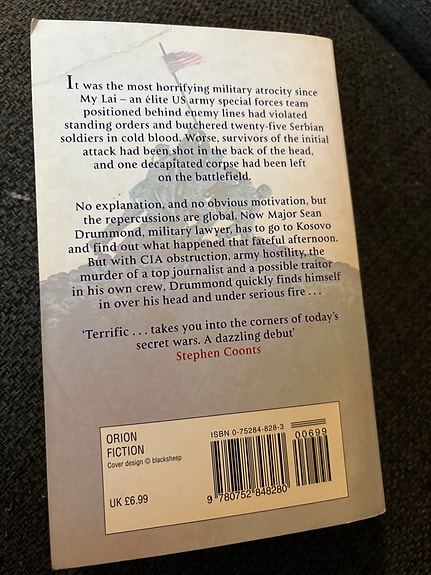 It was the most horrifying military atrocity since
My Lai – an élite US army special forces team
positioned behind enemy lines had violated
standing orders and butchered twenty-five Serbian
soldiers in cold blood. Worse, survivors of the initial
attack had been shot in the back of the head,
and one decapitated corpse had been left
on the battlefield.
No explanation, and no obvious motivation, but
the repercussions are global. Now Major Sean
Drummond, military lawyer, has to go to Kosovo
and find out what happened that fateful afternoon.
But with CIA obstruction, army hostility, the
murder of a top journalist and a possible traitor
in his own crew, Drummond quickly finds himself
in over his head and under serious fire . . .
‘Terrific . . . takes you into the corners of today’s
secret wars. A dazzling debut’
Stephen Coonts
ORION
FICTION
Cover design © blacksheep
UK £6.99
ISBN 0-75284-828-3
00699
9 780752 848280